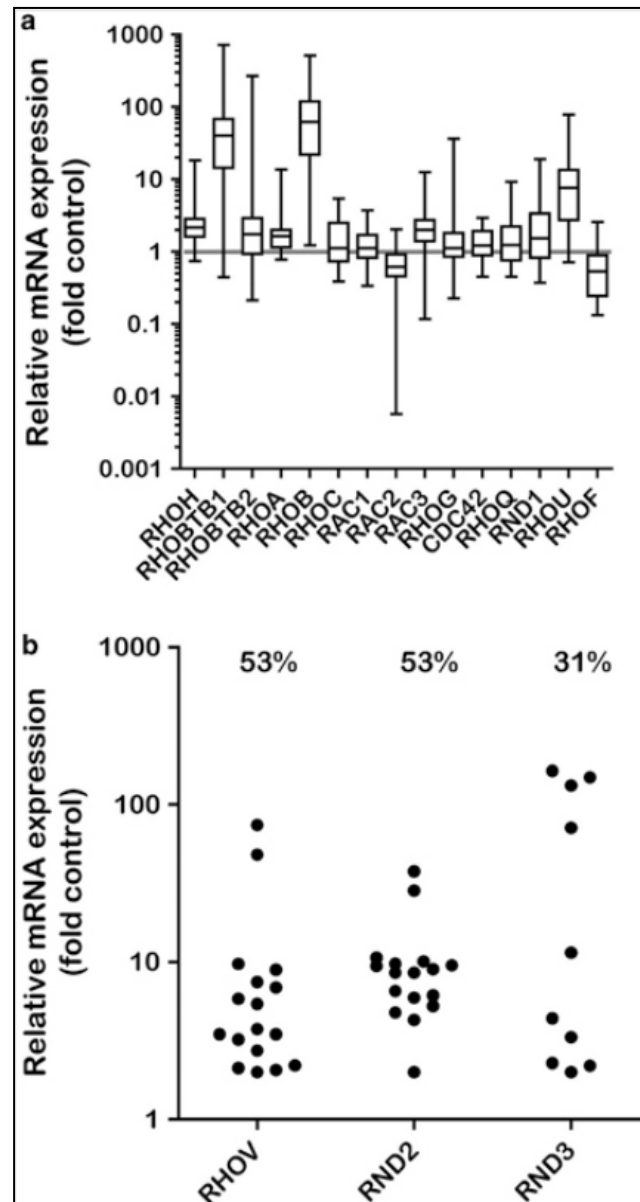 a
Relative mRNA expression
(fold control)
1000
100
10
1
0.1
0.01
0.001
RHOH
RHOBTB1
RHOBTB2
RHOA
RHOB
RHOC
RAC1
RAC2
RAC3
RHOG
CDC42
RHOQ
RND1
RHOU
RHOF
b
Relative mRNA expression
(fold control)
1000
100
10
1
53%
53%
31%
RHOV
RND2
RND3